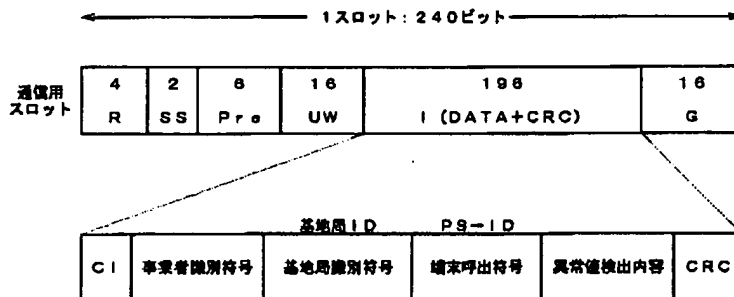 1スロット：240ビット
通信用
スロット
4 2 6 16 196 16
R SS Pra UW I (DATA+CRC) G
基地局ID PS-ID
CI 事業者識別符号 基地局識別符号 端末呼出符号 異常値検出内容 CRC